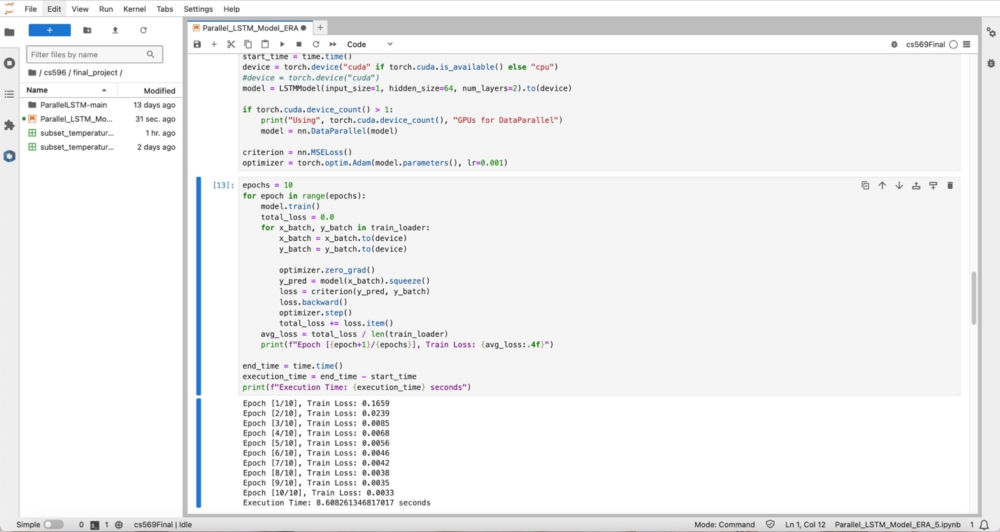 File Edit View Run Kernel Tabs Settings Help
+
Filter files by name
/ cs596 / final_project /
Name Modified
ParallelLSTM-main 13 days ago
Parallel_LSTM_Mo... 31 sec. ago
subset_temperatur... 1 hr. ago
subset_temperatur... 2 days ago
Parallel_LSTM_Model_ERA
Code
cs569Final
start_time = time.time()
device = torch.device("cuda" if torch.cuda.is_available() else "cpu")
#device = torch.device("cuda")
model = LSTMModel(input_size=1, hidden_size=64, num_layers=2).to(device)
if torch.cuda.device_count() > 1:
    print("Using", torch.cuda.device_count(), "GPUs for DataParallel")
    model = nn.DataParallel(model)
criterion = nn.MSELoss()
optimizer = torch.optim.Adam(model.parameters(), lr=0.001)
[13]: epochs = 10
for epoch in range(epochs):
    model.train()
    total_loss = 0.0
    for x_batch, y_batch in train_loader:
        x_batch = x_batch.to(device)
        y_batch = y_batch.to(device)
        optimizer.zero_grad()
        y_pred = model(x_batch).squeeze()
        loss = criterion(y_pred, y_batch)
        loss.backward()
        optimizer.step()
        total_loss += loss.item()
    avg_loss = total_loss / len(train_loader)
    print(f"Epoch [{epoch+1}/{epochs}], Train Loss: {avg_loss:.4f}")
end_time = time.time()
execution_time = end_time - start_time
print(f"Execution Time: {execution_time} seconds")
Epoch [1/10], Train Loss: 0.1659
Epoch [2/10], Train Loss: 0.0239
Epoch [3/10], Train Loss: 0.0085
Epoch [4/10], Train Loss: 0.0068
Epoch [5/10], Train Loss: 0.0056
Epoch [6/10], Train Loss: 0.0046
Epoch [7/10], Train Loss: 0.0042
Epoch [8/10], Train Loss: 0.0038
Epoch [9/10], Train Loss: 0.0035
Epoch [10/10], Train Loss: 0.0033
Execution Time: 8.608261346817017 seconds
Simple 0 1 cs569Final | Idle Mode: Command Ln 1, Col 12 Parallel_LSTM_Model_ERA_5.ipynb 1